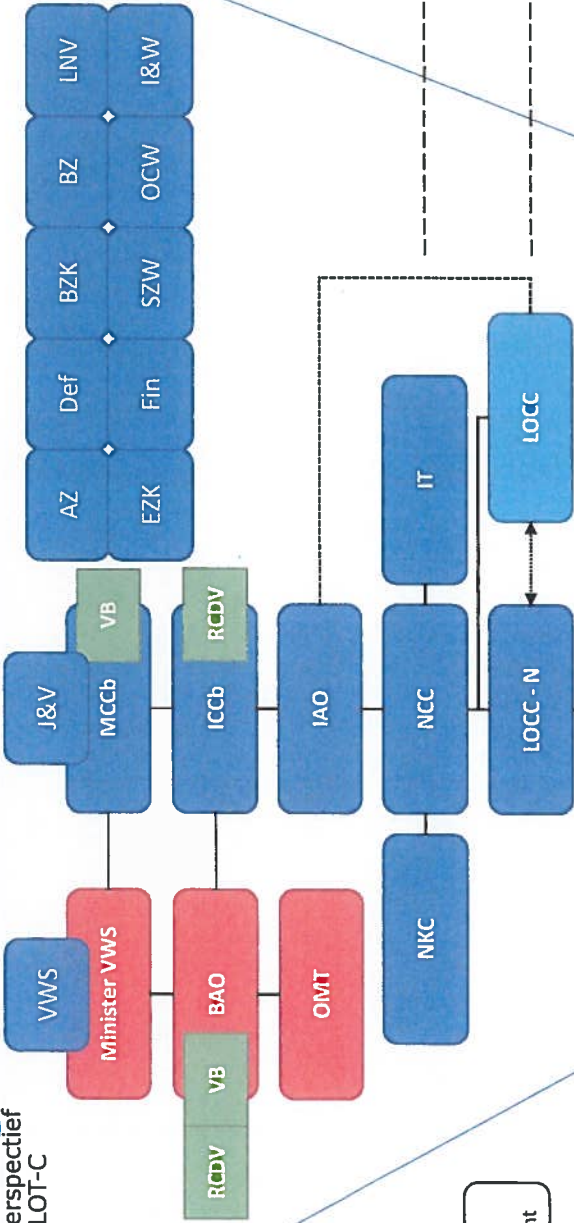 erspectief
LOT-C
VWS
J&V
AZ
Def
BZK
BZ
LNV
EZK
Fin
SZW
OCW
I&W
Minister VWS
MCCb
VB
RCDV
VB
BAO
ICCb
RCDV
OMT
IAO
NKC
NCC
IT
LOCC - N
LOCC
nt